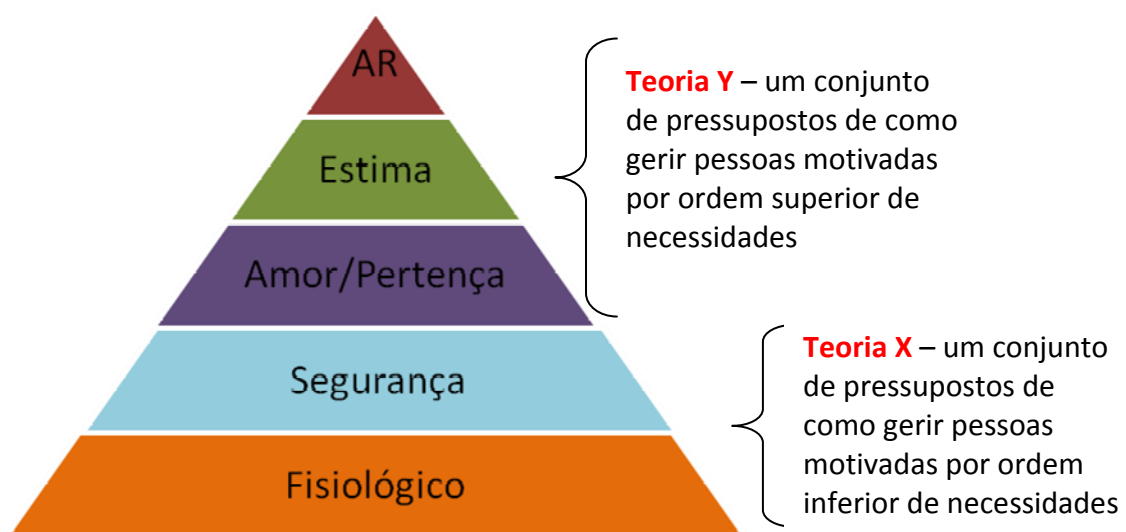 AR
Estima
Amor/Pertença
Segurança
Fisiológico
Teoria Y – um conjunto
de pressupostos de como
gerir pessoas motivadas
por ordem superior de
necessidades
Teoria X – um conjunto
de pressupostos de
como gerir pessoas
motivadas por ordem
inferior de necessidades